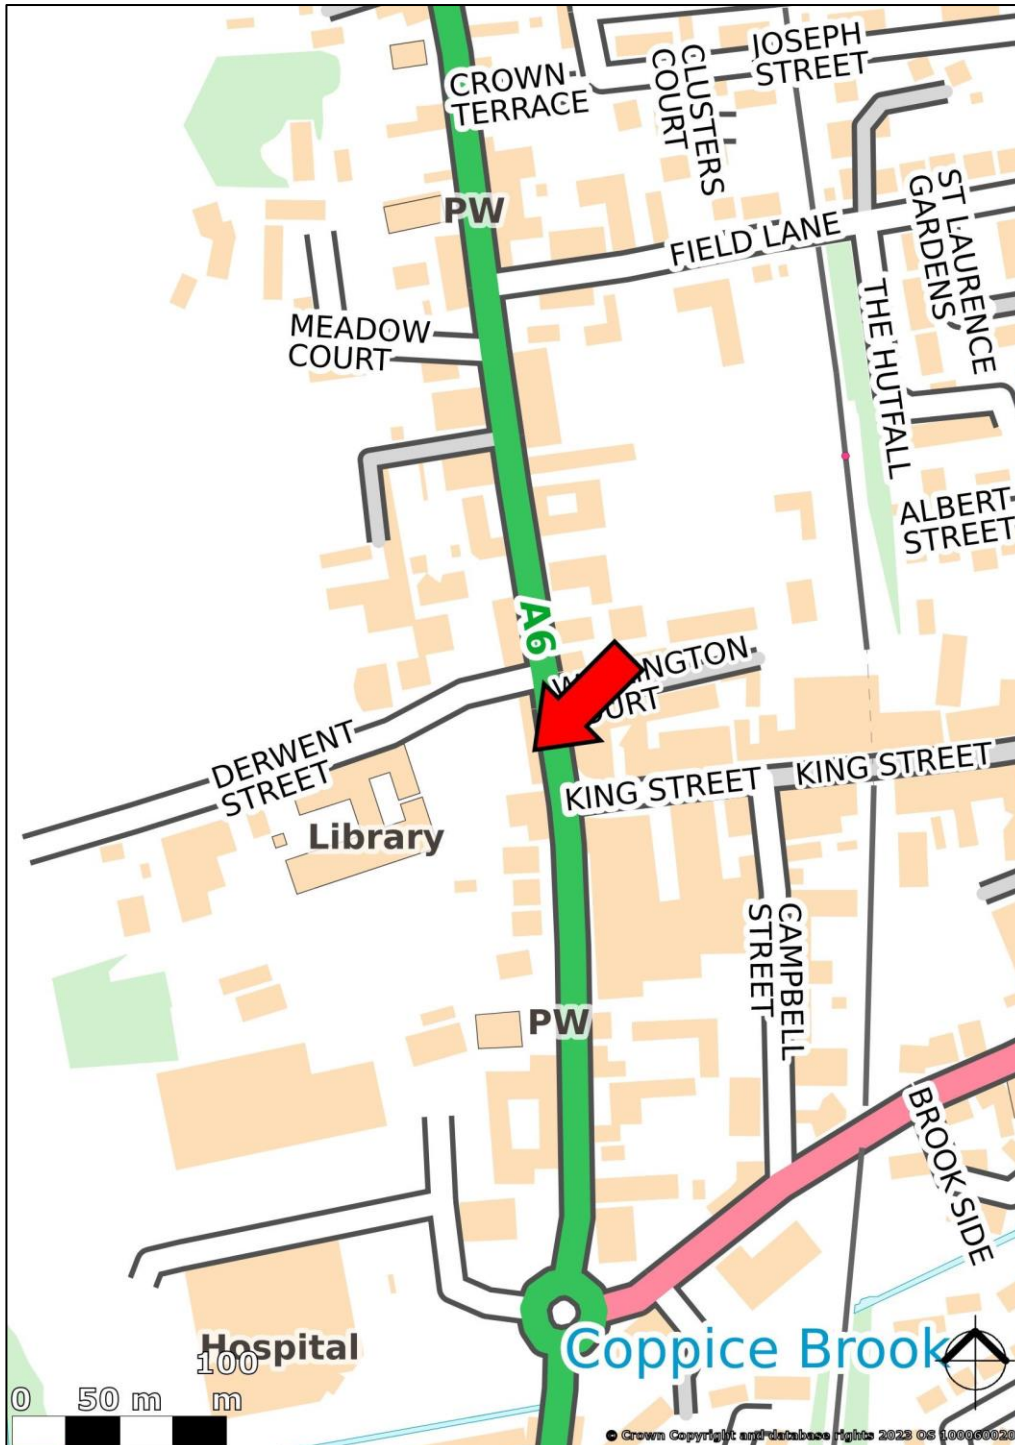 JOSEPH
STREET
CLUSTERS
COURT
CROWN
TERRACE
PW
ST LAURENCE
GARDENS
FIELD LANE
MEADOW
COURT
THE HUTFALL
ALBERT
STREET
A6
DERWENT
STREET
KING STREET
KING STREET
Library
CAMPBELL
STREET
PW
BROOK SIDE
Hospital
Coppice Brook
0 50 m 100 m
© Crown Copyright and database rights 2023 OS 100060020